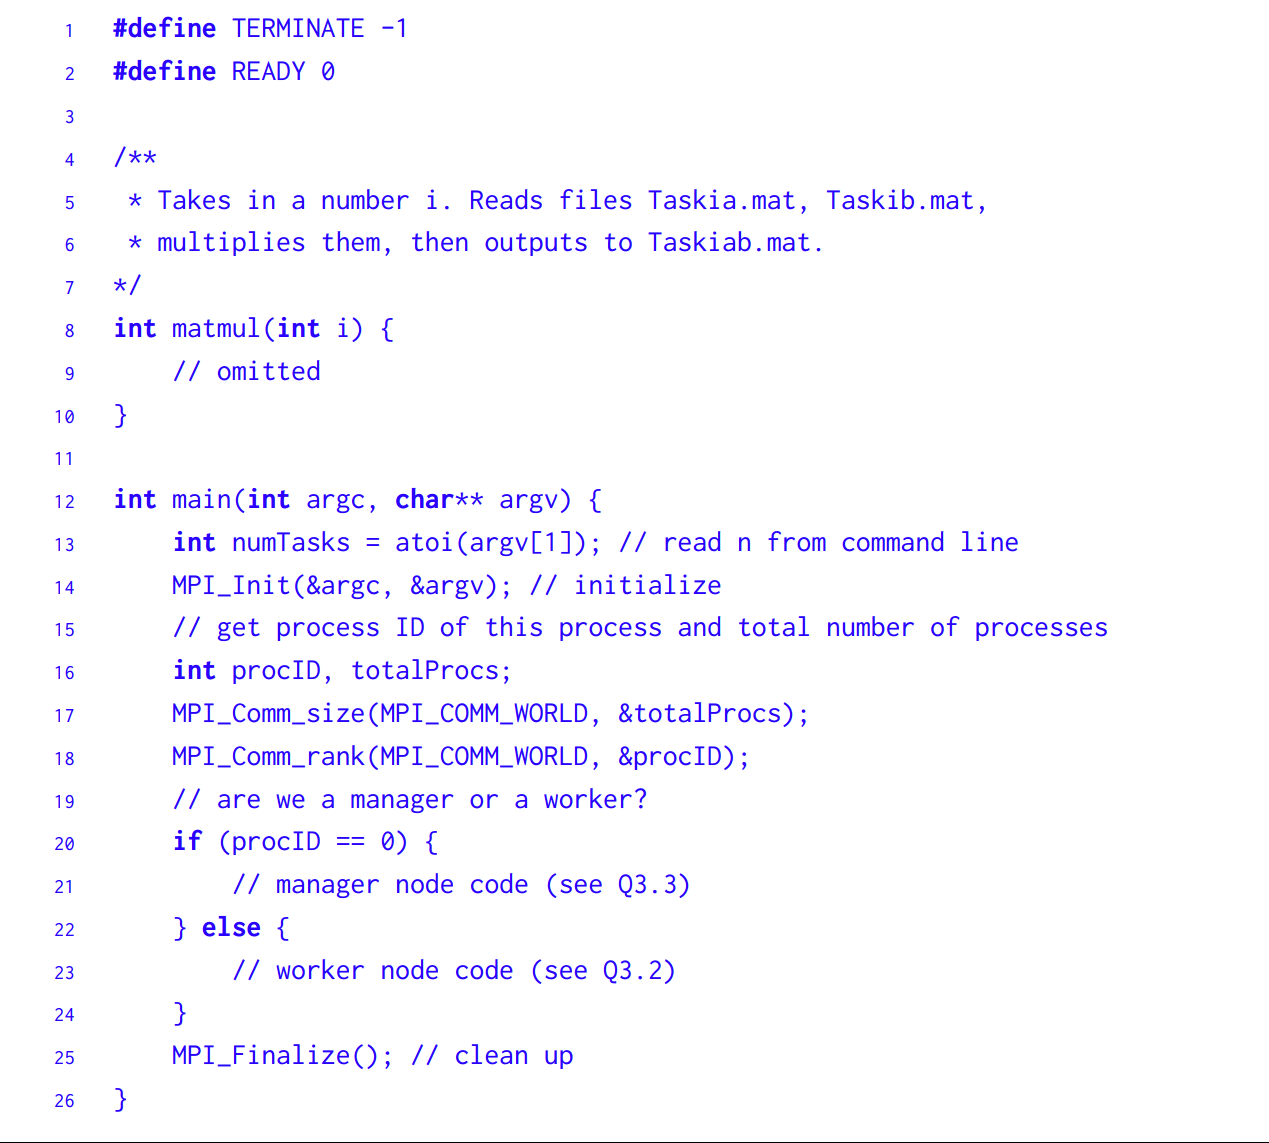 1 #define TERMINATE -1
2 #define READY 0
3
4 /**
5  * Takes in a number i. Reads files Taskia.mat, Taskib.mat,
6  * multiplies them, then outputs to Taskiab.mat.
7 */
8 int matmul(int i) {
9     // omitted
10 }
11
12 int main(int argc, char** argv) {
13     int numTasks = atoi(argv[1]); // read n from command line
14     MPI_Init(&argc, &argv); // initialize
15     // get process ID of this process and total number of processes
16     int procID, totalProcs;
17     MPI_Comm_size(MPI_COMM_WORLD, &totalProcs);
18     MPI_Comm_rank(MPI_COMM_WORLD, &procID);
19     // are we a manager or a worker?
20     if (procID == 0) {
21         // manager node code (see Q3.3)
22     } else {
23         // worker node code (see Q3.2)
24     }
25     MPI_Finalize(); // clean up
26 }